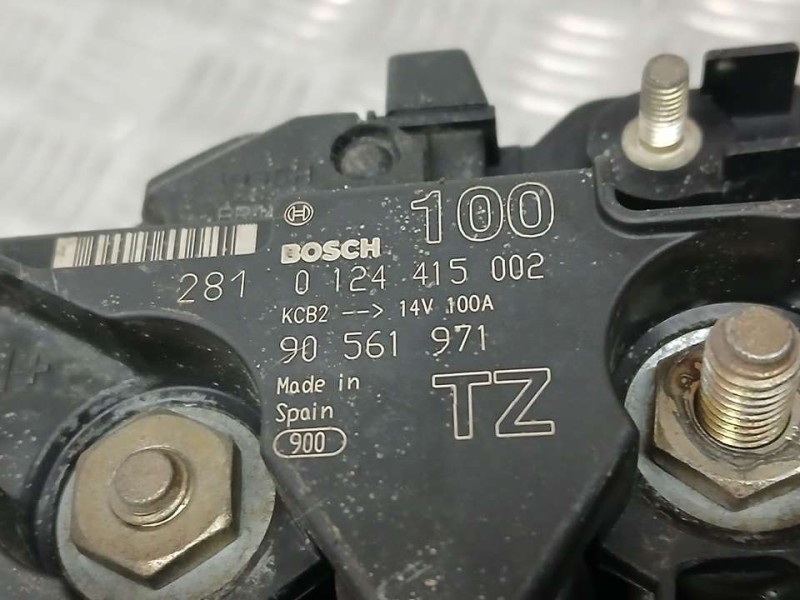 100
BOSCH
281 0 124 415 002
KCB2 --> 14V 100A
90 561 971
Made in
Spain
TZ
900